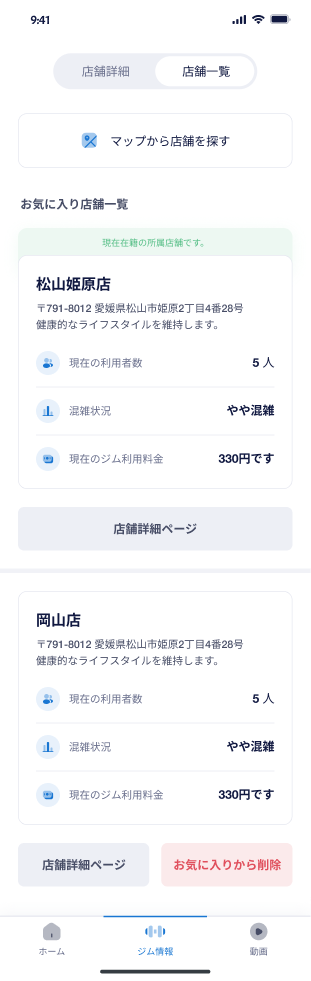 9:41
店舗詳細
店舗一覧
マップから店舗を探す
お気に入り店舗一覧
現在在籍の所属店舗です。
松山姫原店
〒791-8012 愛媛県松山市姫原2丁目4番28号
健康的なライフスタイルを維持します。
現在の利用者数
5 人
混雑状況
やや混雑
現在のジム利用料金
330円です
店舗詳細ページ
岡山店
〒791-8012 愛媛県松山市姫原2丁目4番28号
健康的なライフスタイルを維持します。
現在の利用者数
5 人
混雑状況
やや混雑
現在のジム利用料金
330円です
店舗詳細ページ
お気に入りから削除
ホーム
ジム情報
動画